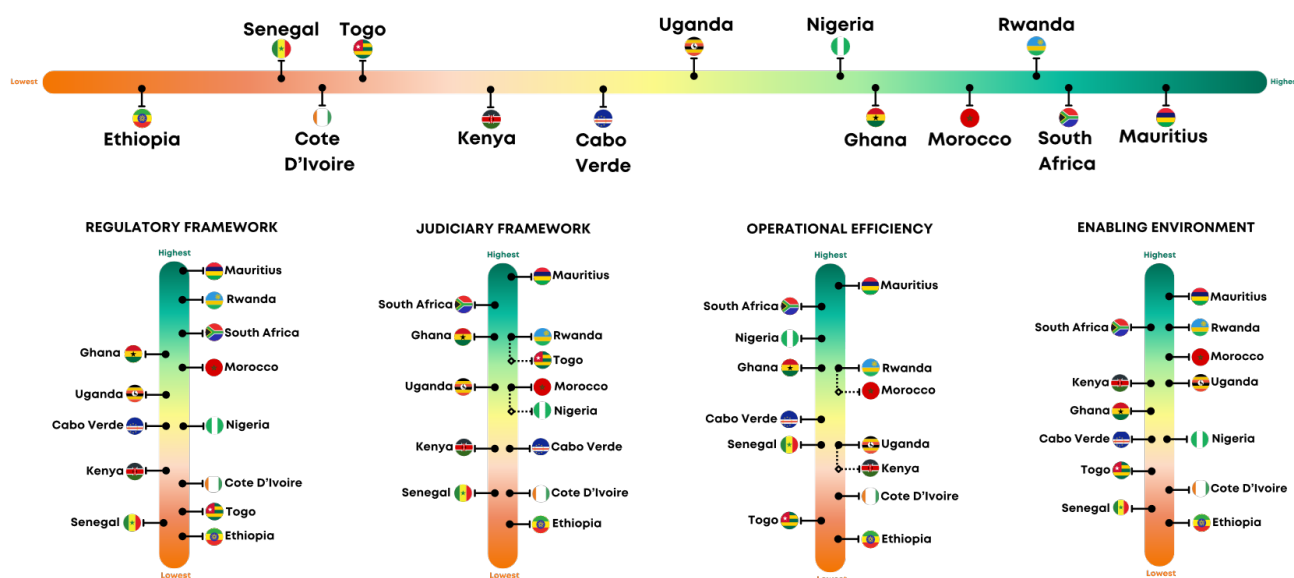 Senegal
Togo
Uganda
Nigeria
Rwanda
Lowest
Highest
Ethiopia
Cote
D'Ivoire
Kenya
Cabo
Verde
Ghana
Morocco
South
Africa
Mauritius
REGULATORY FRAMEWORK
Highest
Mauritius
Rwanda
South Africa
Ghana
Morocco
Uganda
Cabo Verde
Nigeria
Kenya
Cote D'Ivoire
Togo
Senegal
Ethiopia
Lowest
JUDICIARY FRAMEWORK
Highest
Mauritius
South Africa
Ghana
Rwanda
Togo
Uganda
Morocco
Nigeria
Kenya
Cabo Verde
Senegal
Cote D'Ivoire
Ethiopia
Lowest
OPERATIONAL EFFICIENCY
Highest
Mauritius
South Africa
Nigeria
Ghana
Rwanda
Morocco
Cabo Verde
Senegal
Uganda
Kenya
Cote D'Ivoire
Togo
Ethiopia
Lowest
ENABLING ENVIRONMENT
Highest
Mauritius
South Africa
Rwanda
Morocco
Kenya
Uganda
Ghana
Cabo Verde
Nigeria
Togo
Cote D'Ivoire
Senegal
Ethiopia
Lowest